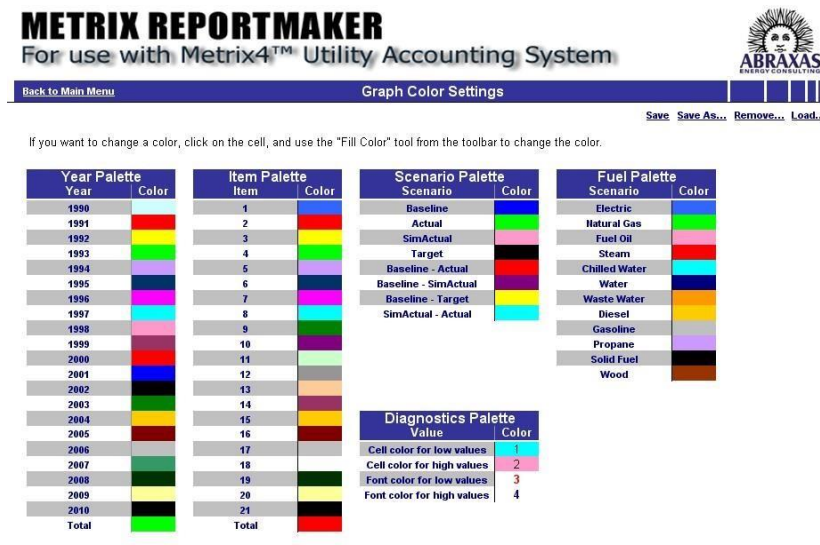 METRIX REPORTMAKER
For use with Metrix4™ Utility Accounting System
ABRAXAS
ENERGY CONSULTING
Back to Main Menu
Graph Color Settings
Save Save As... Remove... Load..
If you want to change a color, click on the cell, and use the "Fill Color" tool from the toolbar to change the color.
Year Palette
Year Color
1990
1991
1992
1993
1994
1995
1996
1997
1998
1999
2000
2001
2002
2003
2004
2005
2006
2007
2008
2009
2010
Total
Item Palette
Item Color
1
2
3
4
5
6
7
8
9
10
11
12
13
14
15
16
17
18
19
20
21
Total
Scenario Palette
Scenario Color
Baseline
Actual
SimActual
Target
Baseline - Actual
Baseline - SimActual
Baseline - Target
SimActual - Actual
Diagnostics Palette
Value Color
Cell color for low values 1
Cell color for high values 2
Font color for low values 3
Font color for high values 4
Fuel Palette
Scenario Color
Electric
Natural Gas
Fuel Oil
Steam
Chilled Water
Water
Waste Water
Diesel
Gasoline
Propane
Solid Fuel
Wood